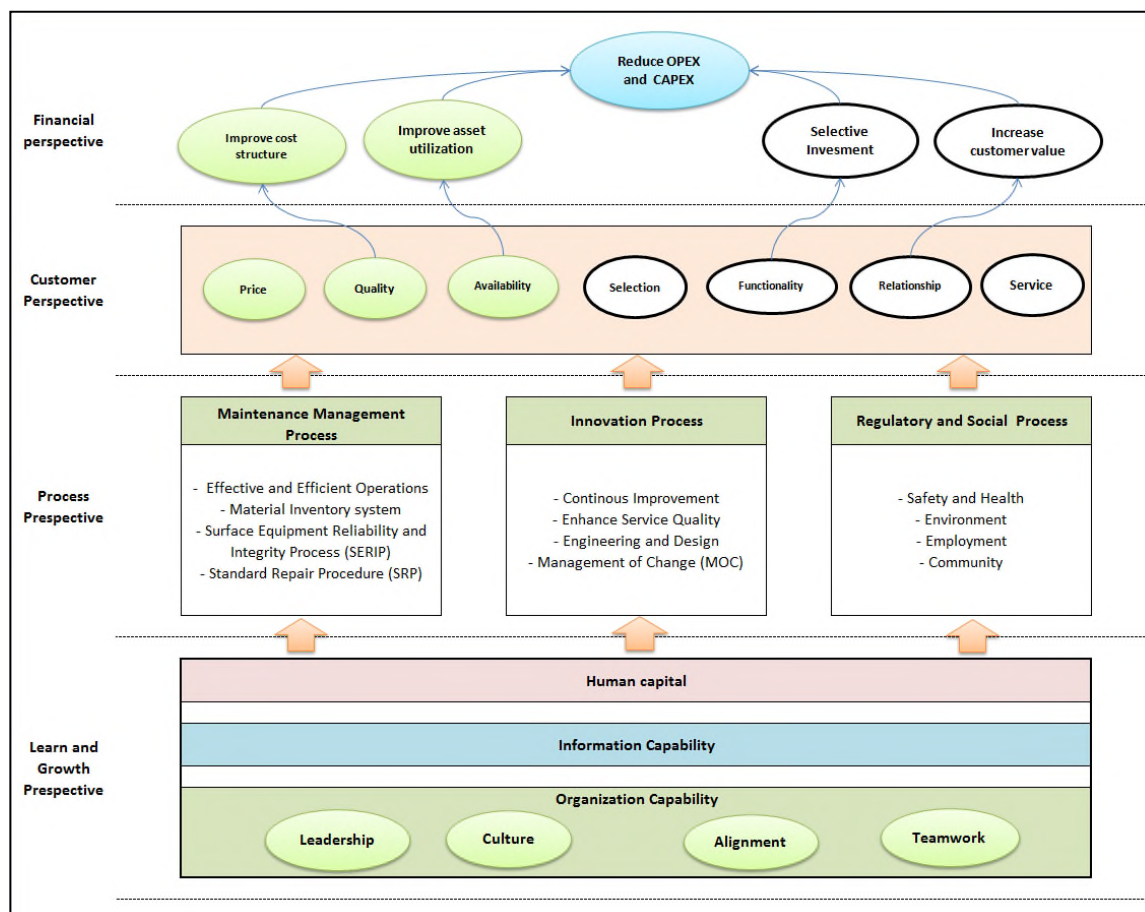 Financial
perspective
Reduce OPEX
and CAPEX
Improve cost
structure
Improve asset
utilization
Selective
Invesment
Increase
customer value
Customer
Perspective
Price
Quality
Availability
Selection
Functionality
Relationship
Service
Process
Prespective
Maintenance Management
Process
- Effective and Efficient Operations
- Material Inventory system
- Surface Equipment Reliability and
Integrity Process (SERIP)
- Standard Repair Procedure (SRP)
Innovation Process
- Continous Improvement
- Enhance Service Quality
- Engineering and Design
- Management of Change (MOC)
Regulatory and Social Process
- Safety and Health
- Environment
- Employment
- Community
Learn and
Growth
Prespective
Human capital
Information Capability
Organization Capability
Leadership
Culture
Alignment
Teamwork